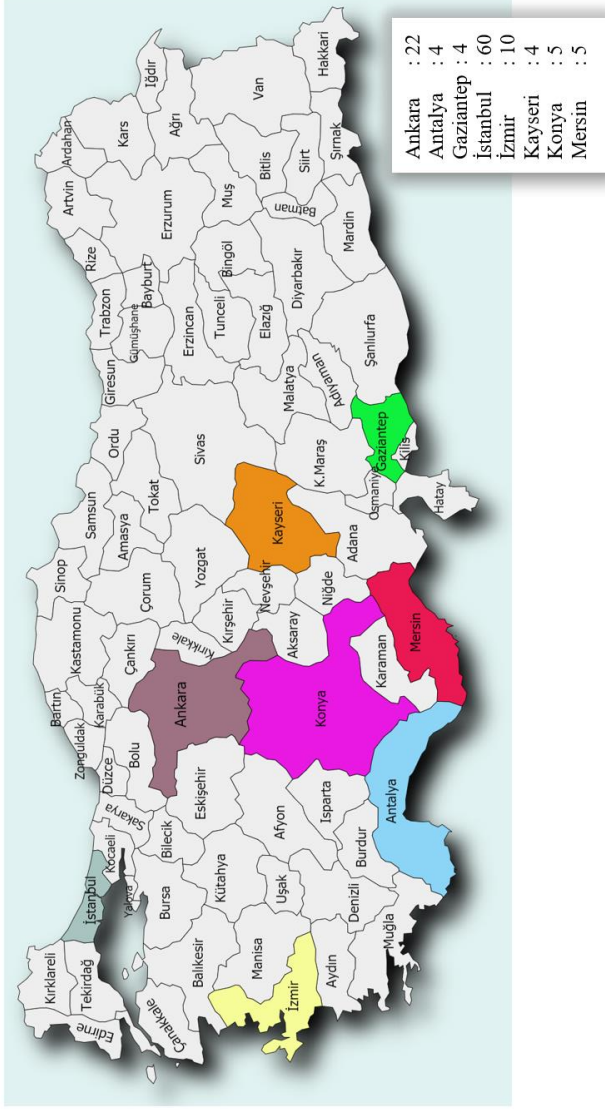 Kırklareli
Edirne
Tekirdağ
İstanbul
Kocaeli
Yalova
Sakarya
Düzce
Zonguldak
Bartın
Karabük
Kastamonu
Sinop
Samsun
Ordu
Giresun
Trabzon
Rize
Artvin
Ardahan
Çanakkale
Balıkesir
Bursa
Bilecik
Bolu
Çankırı
Çorum
Amasya
Tokat
Gümüşhane
Bayburt
Erzurum
Kars
Iğdır
Ağrı
Kütahya
Eskişehir
Ankara
Kırıkkale
Kırşehir
Yozgat
Sivas
Erzincan
Tunceli
Bingöl
Muş
Manisa
İzmir
Uşak
Afyon
Konya
Aksaray
Nevşehir
Kayseri
Malatya
Elazığ
Diyarbakır
Batman
Bitlis
Siirt
Van
Hakkari
Şırnak
Aydın
Denizli
Muğla
Burdur
Isparta
Antalya
Karaman
Mersin
Niğde
Adana
K.Maraş
Osmaniye
Hatay
Gaziantep
Kilis
Adıyaman
Şanlıurfa
Mardin
Ankara : 22
Antalya : 4
Gaziantep : 4
İstanbul : 60
İzmir : 10
Kayseri : 4
Konya : 5
Mersin : 5